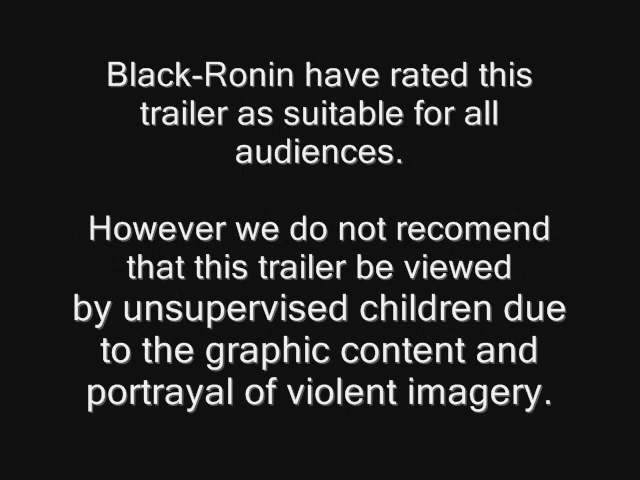 Black-Ronin have rated this
trailer as suitable for all
audiences.
However we do not recomend
that this trailer be viewed
by unsupervised children due
to the graphic content and
portrayal of violent imagery.